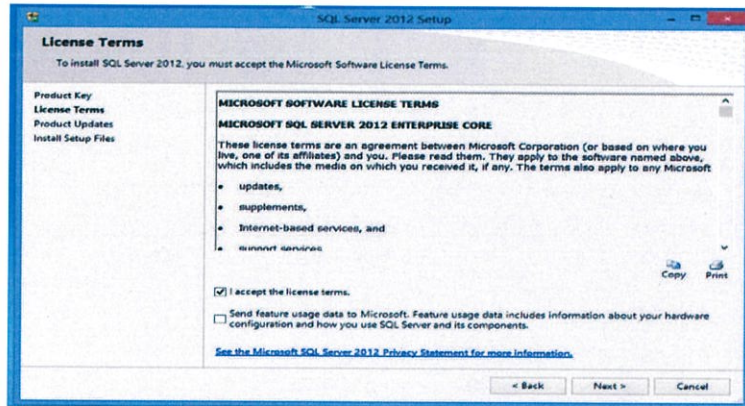 SQL Server 2012 Setup
License Terms
To install SQL Server 2012, you must accept the Microsoft Software License Terms.
Product Key
License Terms
Product Updates
Install Setup Files
MICROSOFT SOFTWARE LICENSE TERMS
MICROSOFT SQL SERVER 2012 ENTERPRISE CORE
These license terms are an agreement between Microsoft Corporation (or based on where you
live, one of its affiliates) and you. Please read them. They apply to the software named above,
which includes the media on which you received it, if any. The terms also apply to any Microsoft
• updates,
• supplements,
• Internet-based services, and
• support services
Copy Print
I accept the license terms.
Send feature usage data to Microsoft. Feature usage data includes information about your hardware
configuration and how you use SQL Server and its components.
See the Microsoft SQL Server 2012 Privacy Statement for more information.
< Back Next > Cancel